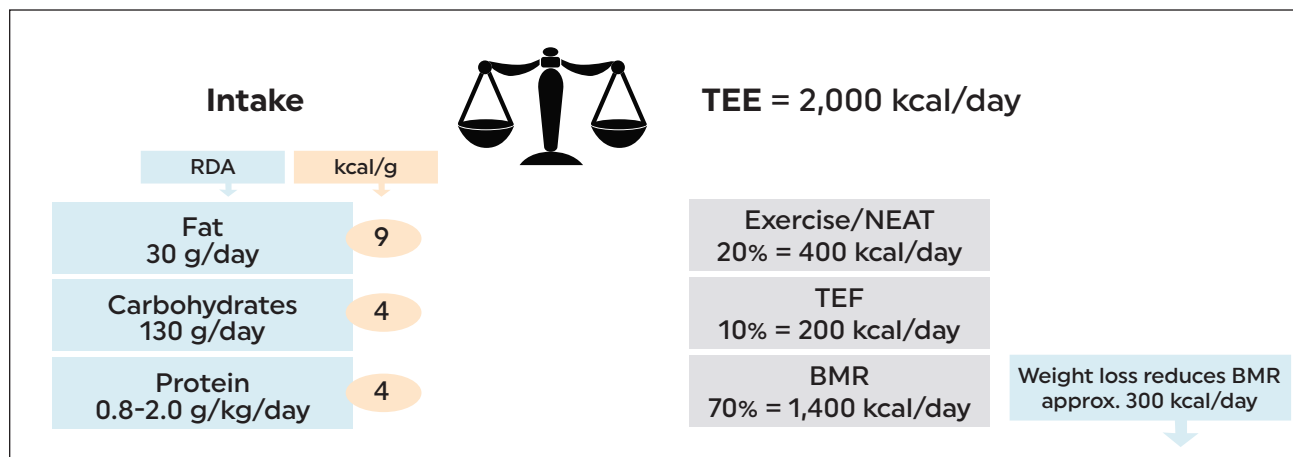 Intake
TEE = 2,000 kcal/day
RDA
kcal/g
Fat
30 g/day
9
Carbohydrates
130 g/day
4
Protein
0.8-2.0 g/kg/day
4
Exercise/NEAT
20% = 400 kcal/day
TEF
10% = 200 kcal/day
BMR
70% = 1,400 kcal/day
Weight loss reduces BMR
approx. 300 kcal/day